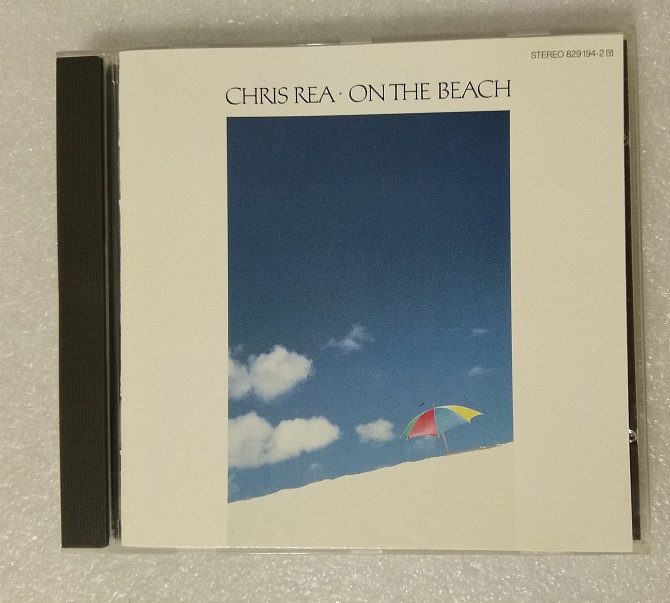 STEREO 829 194-2
CHRIS REA · ON THE BEACH